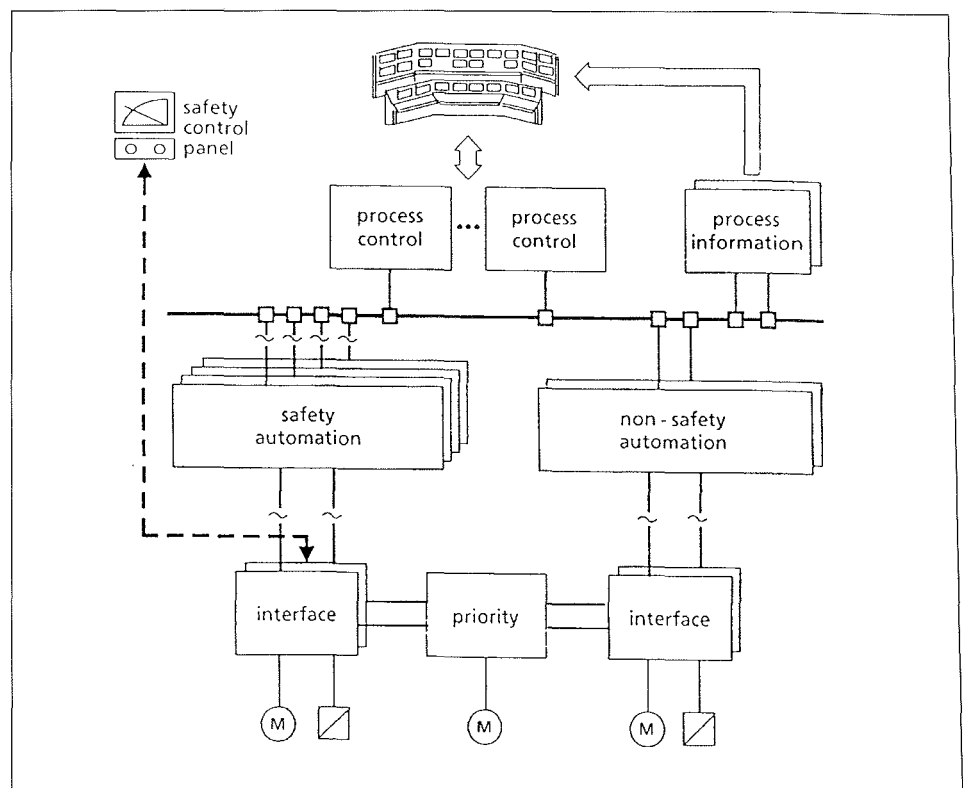 safety
control
panel
process
control
process
control
process
information
safety
automation
non - safety
automation
interface
priority
interface
M
M
M